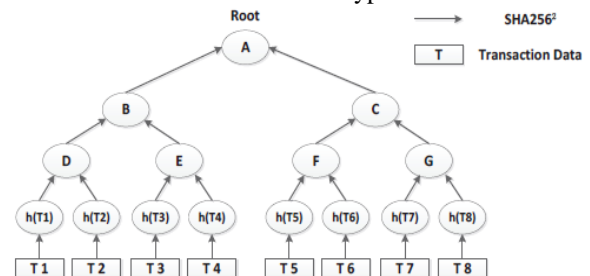 Root
SHA256²
A
T
Transaction Data
B
C
D
E
F
G
h(T1)
h(T2)
h(T3)
h(T4)
h(T5)
h(T6)
h(T7)
h(T8)
T 1
T 2
T 3
T 4
T 5
T 6
T 7
T 8